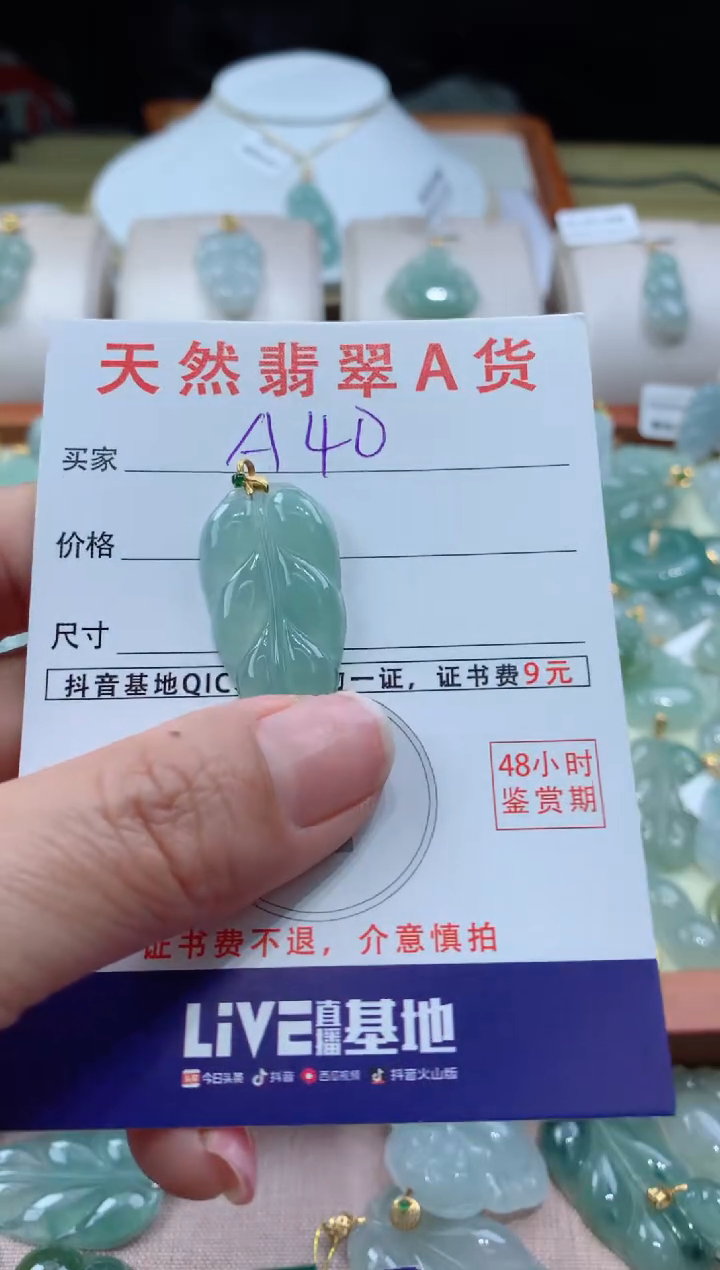 天然翡翠A货
买家 A40
价格
尺寸
抖音基地QIC 一证，证书费9元
48小时
鉴赏期
证书费不退，介意慎拍
LiVE直播基地
今日头条 抖音 西瓜视频 抖音火山版